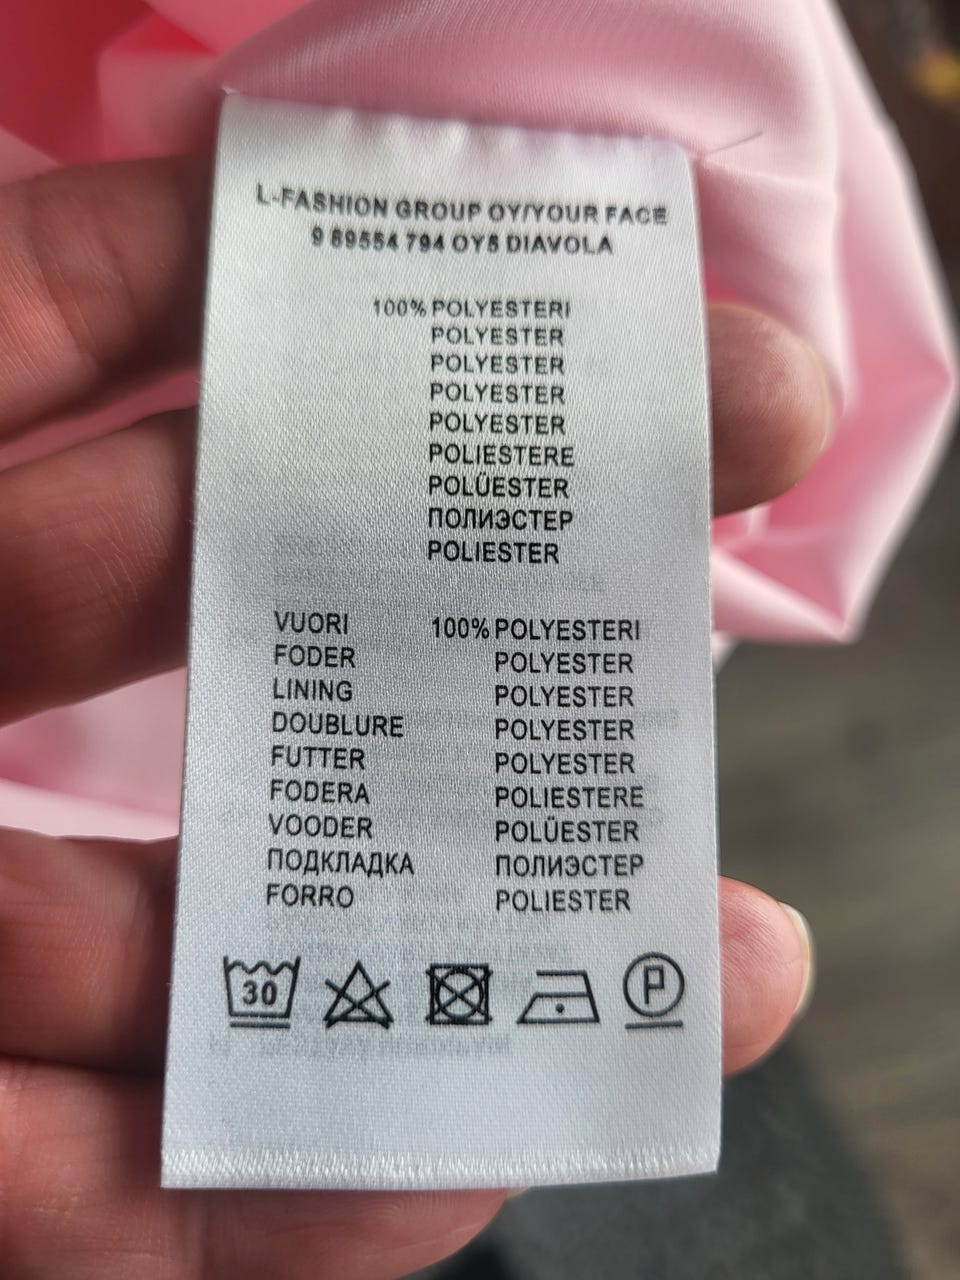 L-FASHION GROUP OY/YOUR FACE
9 89554 794 OY5 DIAVOLA
100% POLYESTERI
POLYESTER
POLYESTER
POLYESTER
POLYESTER
POLIESTERE
POLÜESTER
ПОЛИЭСТЕР
POLIESTER
VUORI 100% POLYESTERI
FODER POLYESTER
LINING POLYESTER
DOUBLURE POLYESTER
FUTTER POLYESTER
FODERA POLIESTERE
VOODER POLÜESTER
ПОДКЛАДКА ПОЛИЭСТЕР
FORRO POLIESTER
30 P